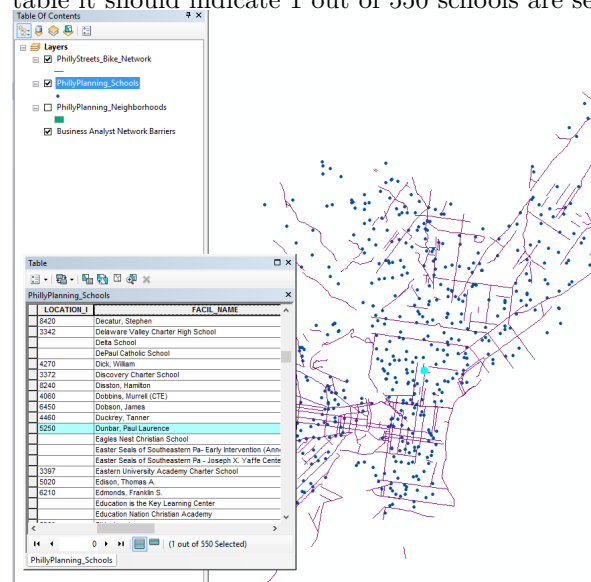 table it should indicate 1 out of 550 schools are se
Table Of Contents
Layers
PhillyStreets_Bike_Network
PhillyPlanning_Schools
PhillyPlanning_Neighborhoods
Business Analyst Network Barriers
Table
PhillyPlanning_Schools
LOCATION_I FACIL_NAME
8420 Decatur, Stephen
3342 Delaware Valley Charter High School
Delta School
DePaul Catholic School
4270 Dick, William
3372 Discovery Charter School
8240 Disston, Hamilton
4060 Dobbins, Murrell (CTE)
6450 Dobson, James
4460 Duckrey, Tanner
5250 Dunbar, Paul Laurence
Eagles Nest Christian School
Easter Seals of Southeastern Pa- Early Intervention (Ann
Easter Seals of Southeastern Pa - Joseph X. Yaffe Cente
3397 Eastern University Academy Charter School
5020 Edison, Thomas A.
6210 Edmonds, Franklin S.
Education is the Key Learning Center
Education Nation Christian Academy
0 (1 out of 550 Selected)
PhillyPlanning_Schools